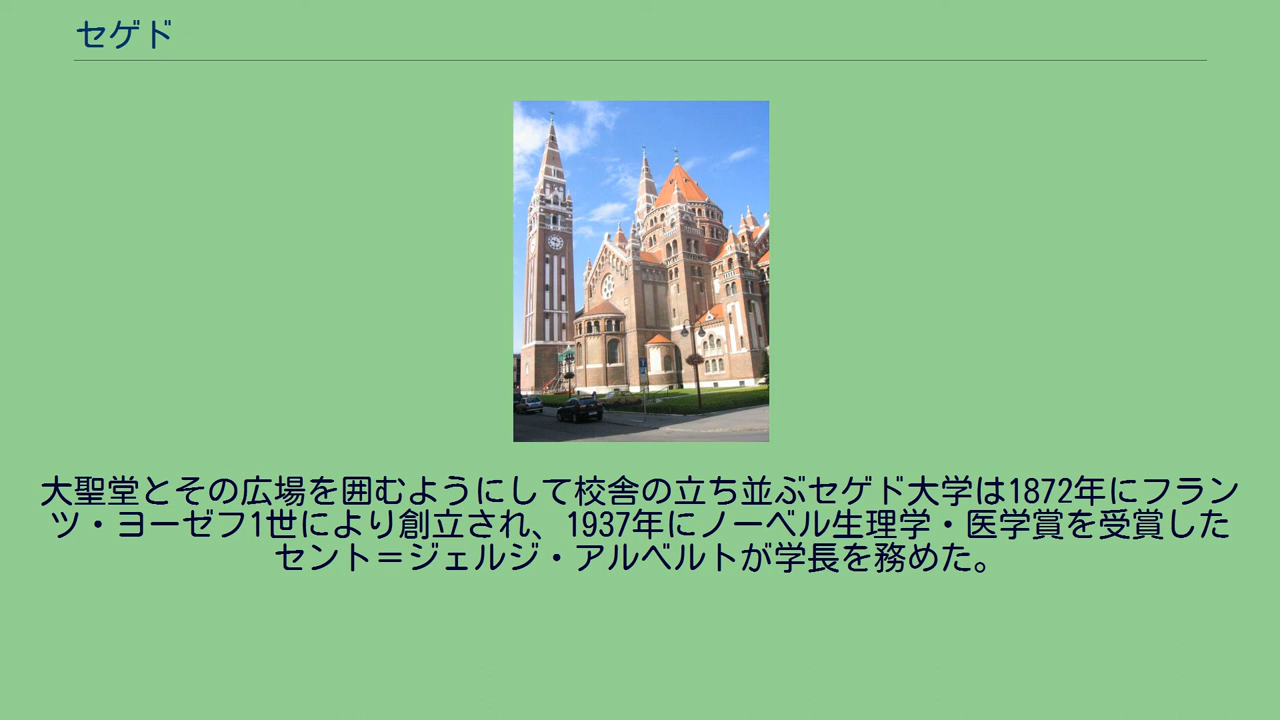 セゲド
大聖堂とその広場を囲むようにして校舎の立ち並ぶセゲド大学は1872年にフラン
ツ・ヨーゼフ1世により創立され、1937年にノーベル生理学・医学賞を受賞した
セント＝ジェルジ・アルベルトが学長を務めた。